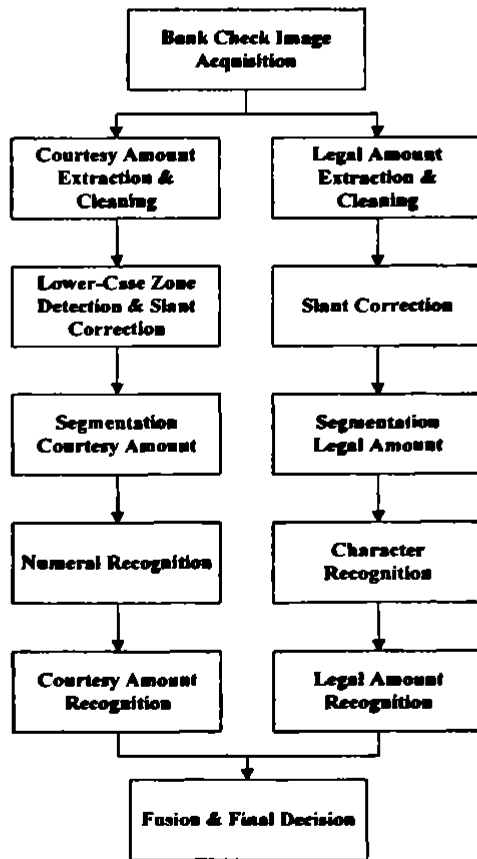 Bank Check Image
Acquisition
Courtesy Amount
Extraction &
Cleaning
Legal Amount
Extraction &
Cleaning
Lower-Case Zone
Detection & Slant
Correction
Slant Correction
Segmentation
Courtesy Amount
Segmentation
Legal Amount
Numeral Recognition
Character
Recognition
Courtesy Amount
Recognition
Legal Amount
Recognition
Fusion & Final Decision